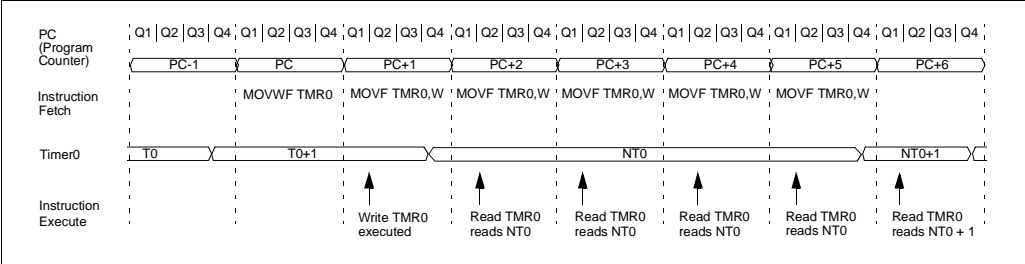 PC
(Program
Counter)
Q1 Q2 Q3 Q4 Q1 Q2 Q3 Q4 Q1 Q2 Q3 Q4 Q1 Q2 Q3 Q4 Q1 Q2 Q3 Q4 Q1 Q2 Q3 Q4 Q1 Q2 Q3 Q4 Q1 Q2 Q3 Q4
PC-1 PC PC+1 PC+2 PC+3 PC+4 PC+5 PC+6
Instruction
Fetch
MOVWF TMR0 MOVF TMR0,W MOVF TMR0,W MOVF TMR0,W MOVF TMR0,W MOVF TMR0,W
Timer0
T0 T0+1 NT0 NT0+1
Instruction
Execute
Write TMR0
executed
Read TMR0
reads NT0
Read TMR0
reads NT0
Read TMR0
reads NT0
Read TMR0
reads NT0
Read TMR0
reads NT0 + 1